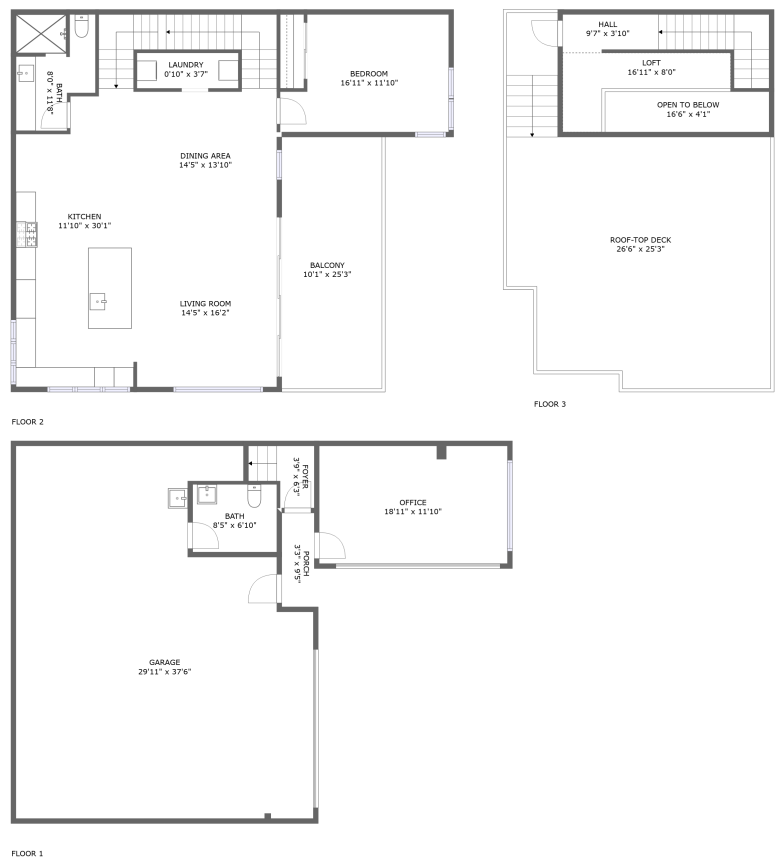 HALL
9'7" x 3'10"
LAUNDRY
0'10" x 3'7"
LOFT
16'11" x 8'0"
BEDROOM
16'11" x 11'10"
BATH
8'0" x 11'8"
OPEN TO BELOW
16'6" x 4'1"
DINING AREA
14'5" x 13'10"
KITCHEN
11'10" x 30'1"
ROOF-TOP DECK
26'6" x 25'3"
BALCONY
10'1" x 25'3"
LIVING ROOM
14'5" x 16'2"
FLOOR 3
FLOOR 2
FOYER
3'9" x 6'3"
OFFICE
18'11" x 11'10"
BATH
8'5" x 6'10"
PORCH
3'3" x 9'5"
GARAGE
29'11" x 37'6"
FLOOR 1